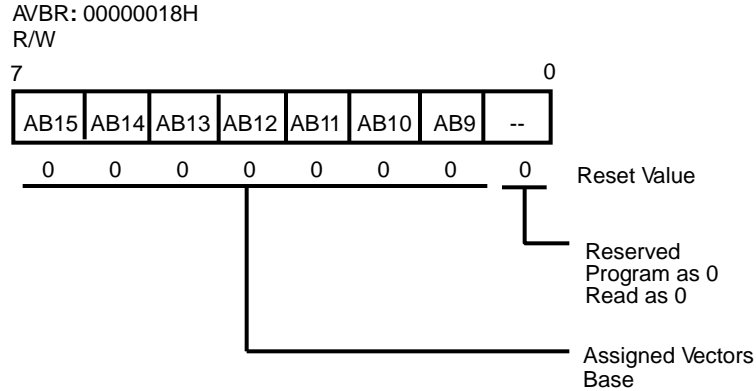 AVBR: 00000018H
R/W
7 0
AB15 AB14 AB13 AB12 AB11 AB10 AB9 --
0 0 0 0 0 0 0 0 Reset Value
Reserved
Program as 0
Read as 0
Assigned Vectors
Base